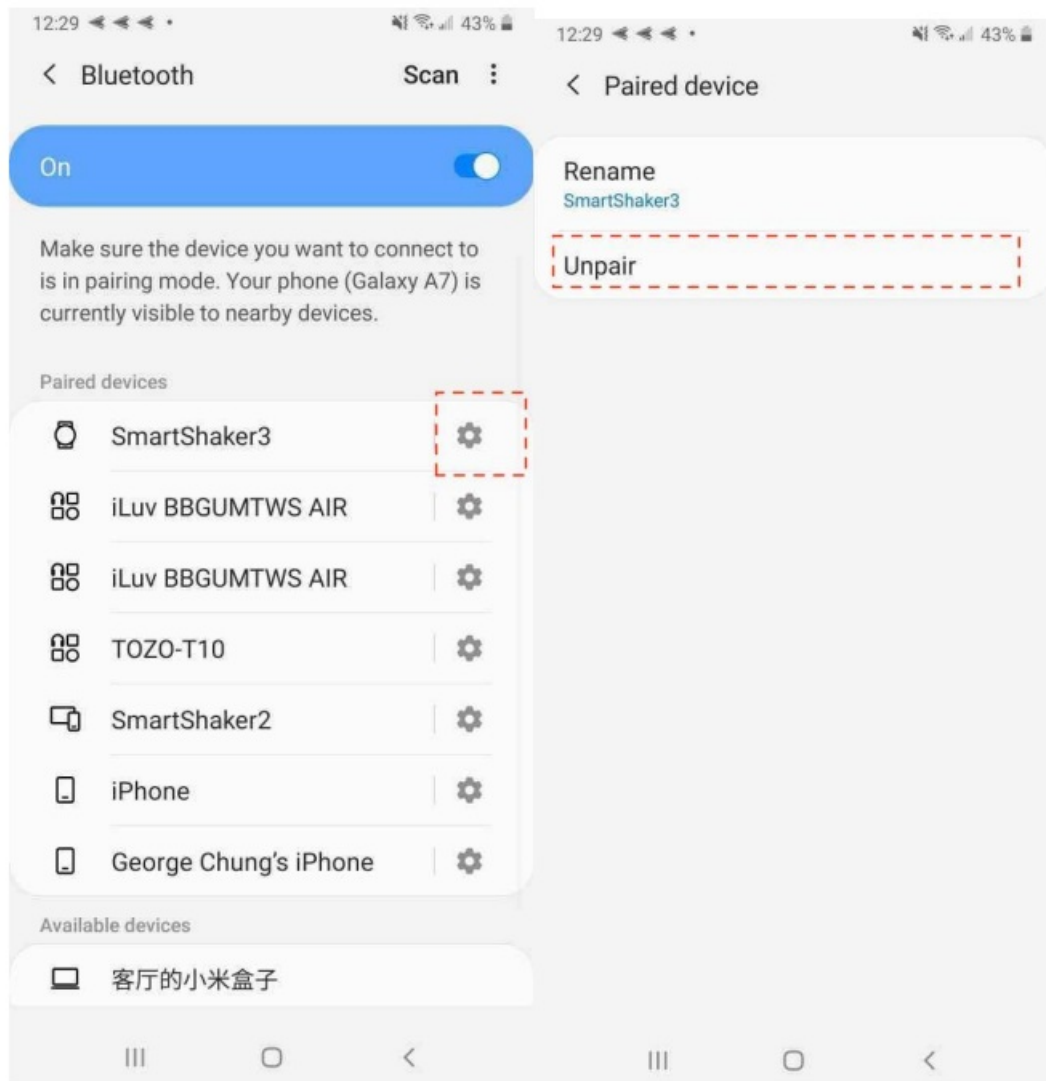 12:29
43%
Bluetooth
Scan
On
Make sure the device you want to connect to
is in pairing mode. Your phone (Galaxy A7) is
currently visible to nearby devices.
Paired devices
SmartShaker3
iLuv BBGUMTWS AIR
iLuv BBGUMTWS AIR
TOZO-T10
SmartShaker2
iPhone
George Chung's iPhone
Available devices
客厅的小米盒子
12:29
43%
Paired device
Rename
SmartShaker3
Unpair